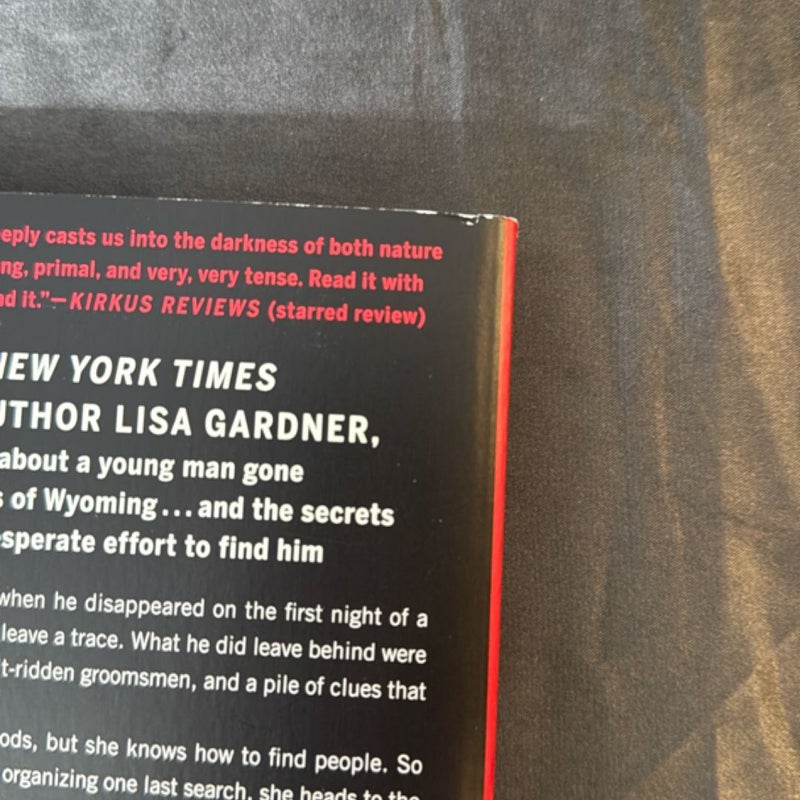 eply casts us into the darkness of both nature
ng, primal, and very, very tense. Read it with
d it.”—KIRKUS REVIEWS (starred review)
NEW YORK TIMES
UTHOR LISA GARDNER,
about a young man gone
s of Wyoming...and the secrets
sperate effort to find him
when he disappeared on the first night of a
leave a trace. What he did leave behind were
t-ridden groomsmen, and a pile of clues that
ods, but she knows how to find people. So
organizing one last search, she heads to the